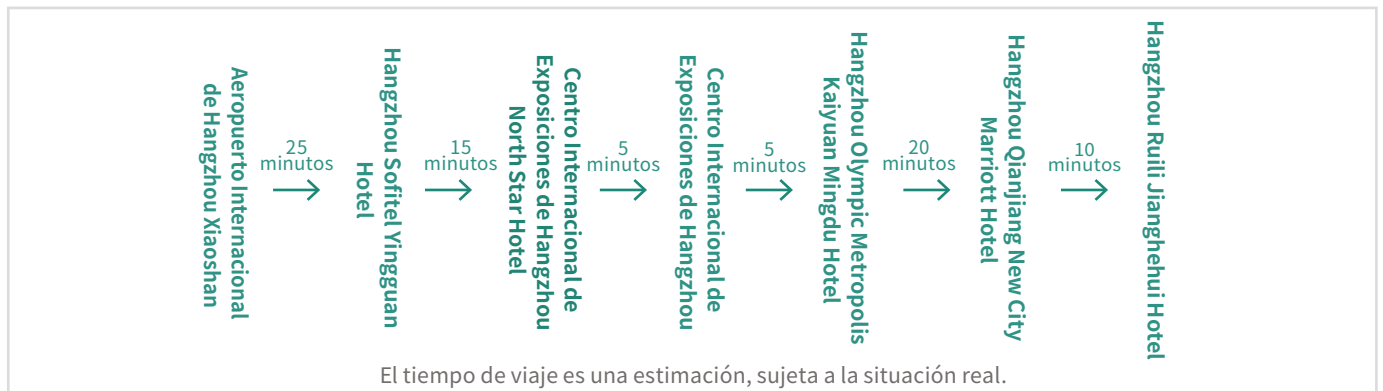 Aeropuerto Internacional
de Hangzhou Xiaoshan
25
minutos
Hangzhou Sofitel Yingguan
Hotel
15
minutos
Centro Internacional de
Exposiciones de Hangzhou
North Star Hotel
5
minutos
Centro Internacional de
Exposiciones de Hangzhou
5
minutos
Hangzhou Olympic Metropolis
Kaiyuan Mingdu Hotel
20
minutos
Hangzhou Qianjiang New City
Marriott Hotel
10
minutos
Hangzhou Ruili Jianghehui Hotel
El tiempo de viaje es una estimación, sujeta a la situación real.